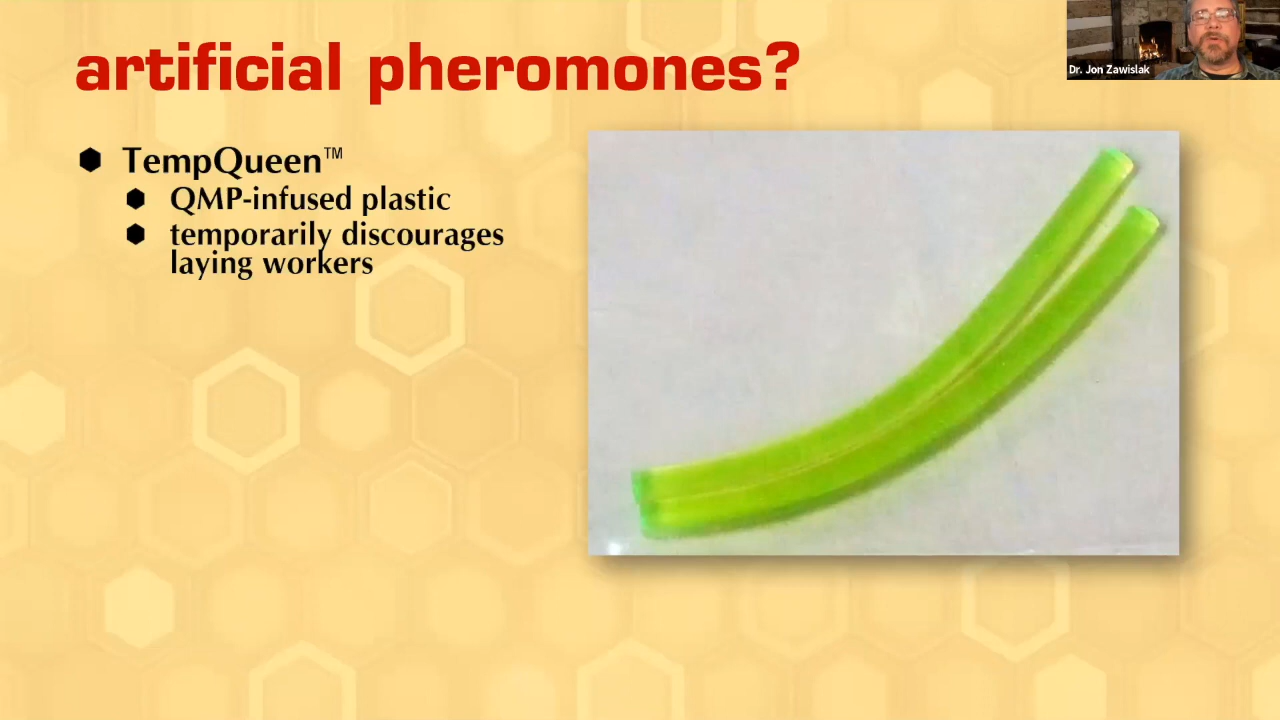 artificial pheromones?
Dr. Jon Zawislak
TempQueen™
QMP-infused plastic
temporarily discourages
laying workers